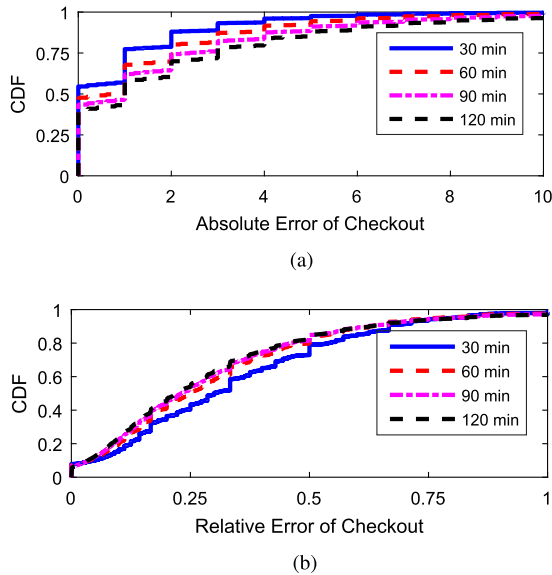 1
0.75
0.5
0.25
0
CDF
30 min
60 min
90 min
120 min
0 2 4 6 8 10
Absolute Error of Checkout
(a)
1
0.8
0.6
0.4
0.2
0
CDF
30 min
60 min
90 min
120 min
0 0.25 0.5 0.75 1
Relative Error of Checkout
(b)